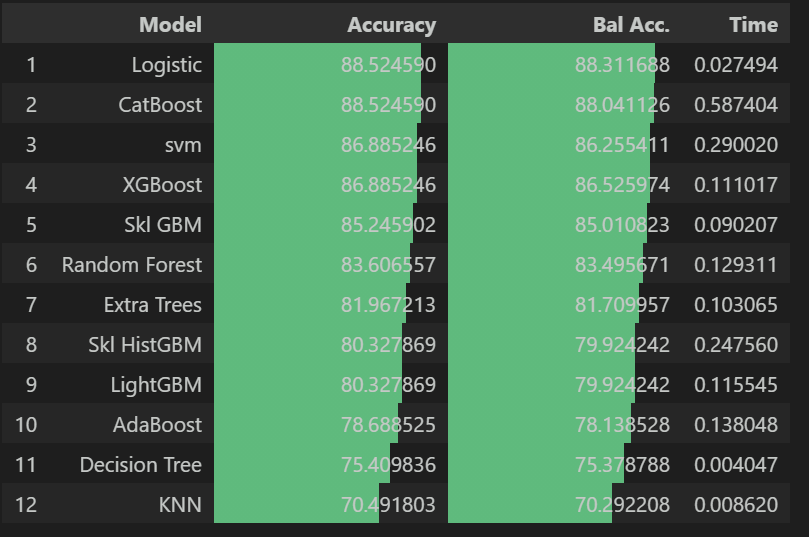 Model Accuracy Bal Acc. Time
1 Logistic 88.524590 88.311688 0.027494
2 CatBoost 88.524590 88.041126 0.587404
3 svm 86.885246 86.255411 0.290020
4 XGBoost 86.885246 86.525974 0.111017
5 Skl GBM 85.245902 85.010823 0.090207
6 Random Forest 83.606557 83.495671 0.129311
7 Extra Trees 81.967213 81.709957 0.103065
8 Skl HistGBM 80.327869 79.924242 0.247560
9 LightGBM 80.327869 79.924242 0.115545
10 AdaBoost 78.688525 78.138528 0.138048
11 Decision Tree 75.409836 75.378788 0.004047
12 KNN 70.491803 70.292208 0.008620